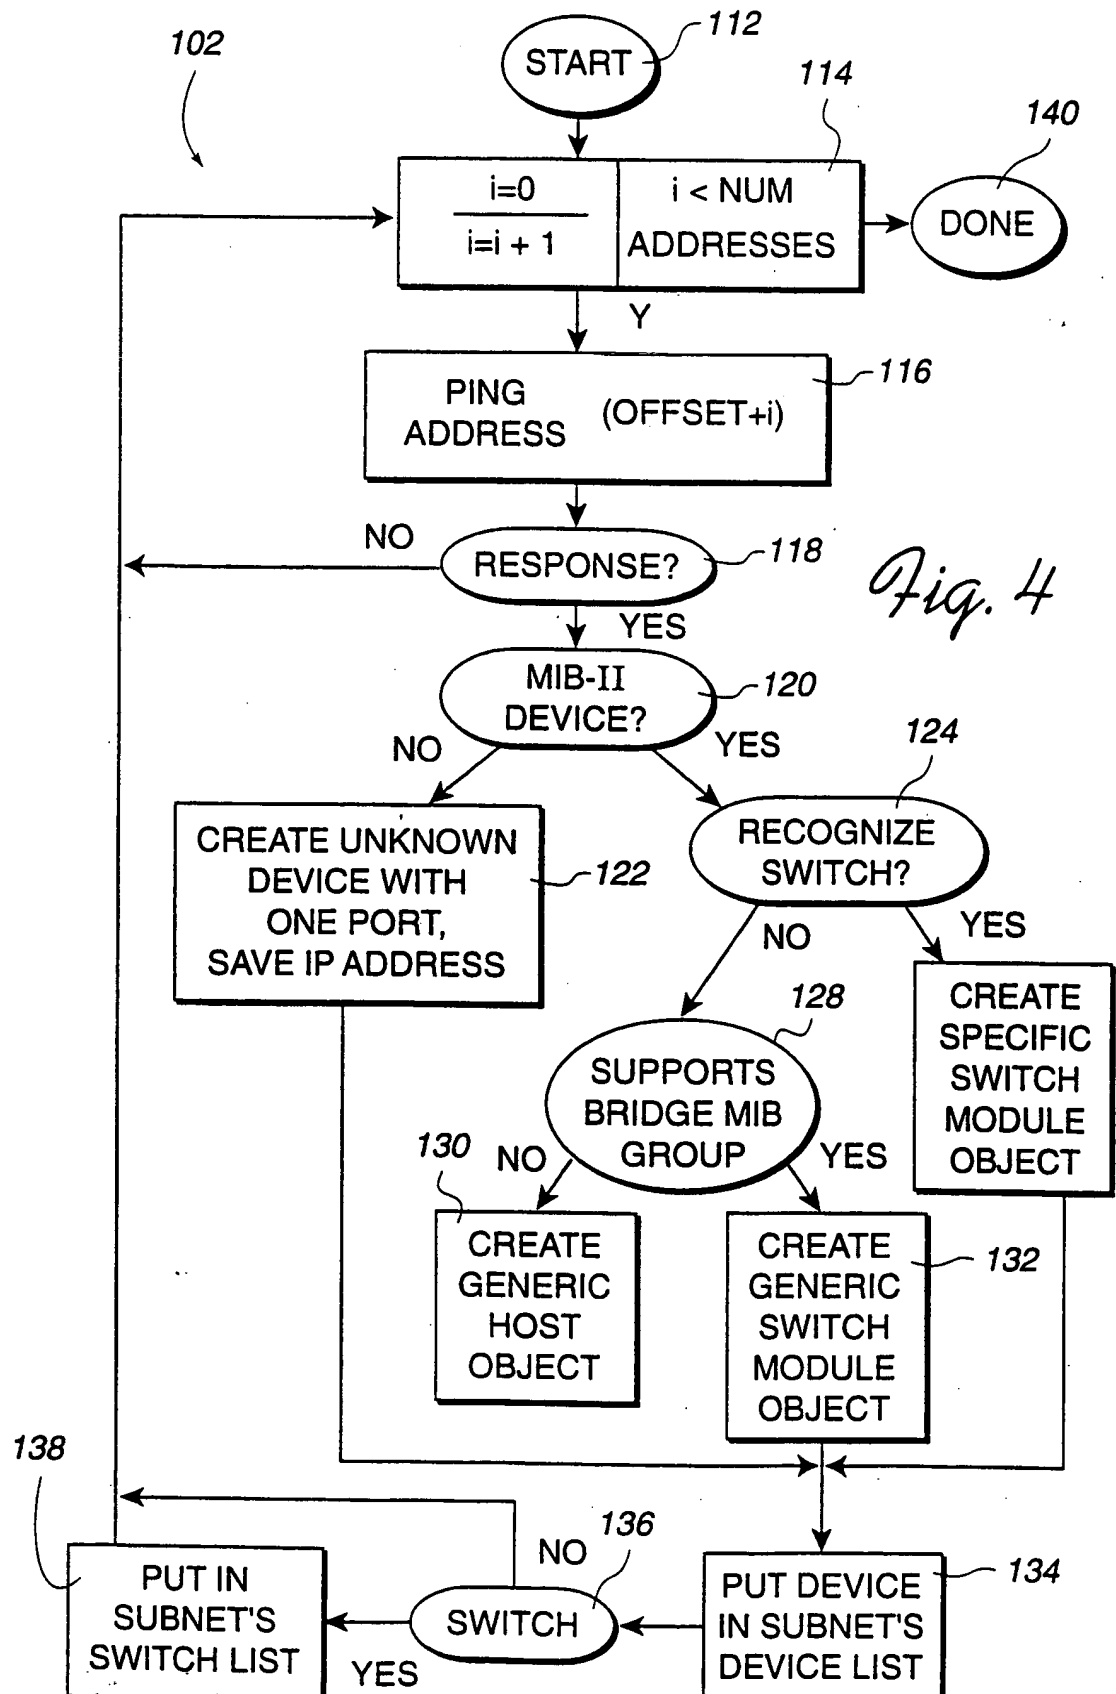 102
START
112
114
140
i=0
i=i + 1
i < NUM
ADDRESSES
DONE
Y
PING
ADDRESS
(OFFSET+i)
116
NO
RESPONSE?
118
Fig. 4
YES
MIB-II
DEVICE?
120
NO
YES
124
CREATE UNKNOWN
DEVICE WITH
ONE PORT,
SAVE IP ADDRESS
122
RECOGNIZE
SWITCH?
NO
YES
128
SUPPORTS
BRIDGE MIB
GROUP
CREATE
SPECIFIC
SWITCH
MODULE
OBJECT
130
NO
YES
CREATE
GENERIC
HOST
OBJECT
CREATE
GENERIC
SWITCH
MODULE
OBJECT
132
138
136
NO
PUT IN
SUBNET'S
SWITCH LIST
YES
SWITCH
PUT DEVICE
IN SUBNET'S
DEVICE LIST
134